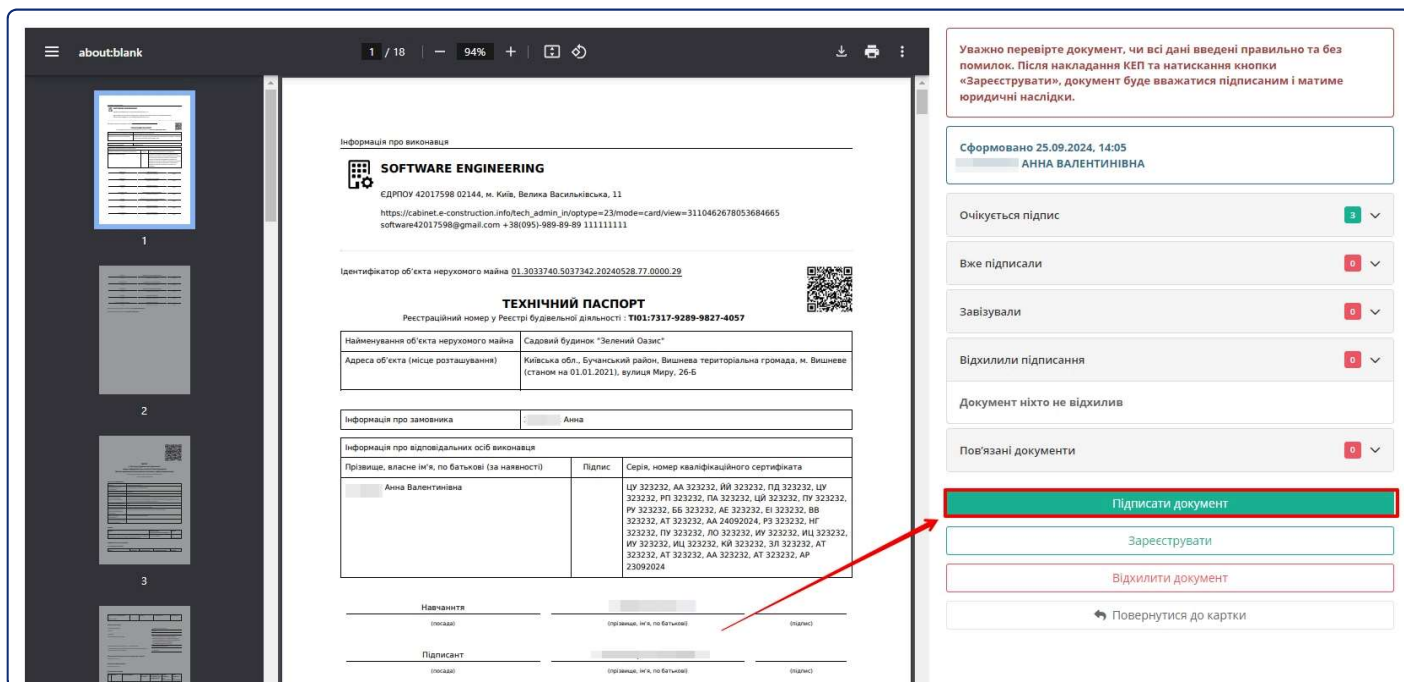 about:blank
1 / 18 — 94% +
1
2
3
Інформація про виконавця
SOFTWARE ENGINEERING
ЄДРПОУ 42017598 02144, м. Київ, Велика Васильківська, 11
https://cabinet.e-construction.info/tech_admin_in/optype=23/mode=card/view=3110462678053684665
software42017598@gmail.com +38(095)-989-89-89 111111111
Ідентифікатор об'єкта нерухомого майна 01.3033740.5037342.20240528.77.0000.29
ТЕХНІЧНИЙ ПАСПОРТ
Реєстраційний номер у Реєстрі будівельної діяльності : ТІ01:7317-9289-9827-4057
Найменування об'єкта нерухомого майна Садовий будинок "Зелений Оазис"
Адреса об'єкта (місце розташування) Київська обл., Бучанський район, Вишнева територіальна громада, м. Вишневе
(станом на 01.01.2021), вулиця Миру, 26-Б
Інформація про замовника Анна
Інформація про відповідальних осіб виконавця
Прізвище, власне ім'я, по батькові (за наявності) Підпис Серія, номер кваліфікаційного сертифіката
Анна Валентинівна ЦУ 323232, АА 323232, ЙЙ 323232, ПД 323232, ЦУ
323232, РП 323232, ПА 323232, ЦЙ 323232, ПУ 323232,
РУ 323232, ББ 323232, АЕ 323232, ЕІ 323232, ВВ
323232, АТ 323232, АА 24092024, РЗ 323232, НГ
323232, ПУ 323232, ЛО 323232, ИУ 323232, ИЦ 323232,
ИУ 323232, ИЦ 323232, КЙ 323232, ЗЛ 323232, АТ
323232, АТ 323232, АА 323232, АТ 323232, АР
23092024
Навчаннтя
(посада) (прізвище, ім'я, по батькові) (підпис)
Підписант
(посада) (прізвище, ім'я, по батькові) (підпис)
Уважно перевірте документ, чи всі дані введені правильно та без
помилок. Після накладання КЕП та натискання кнопки
«Зареєструвати», документ буде вважатися підписаним і матиме
юридичні наслідки.
Сформовано 25.09.2024, 14:05
АННА ВАЛЕНТИНІВНА
Очікується підпис 3
Вже підписали 0
Завізували 0
Відхилили підписання 0
Документ ніхто не відхилив
Пов'язані документи 0
Підписати документ
Зареєструвати
Відхилити документ
Повернутися до картки